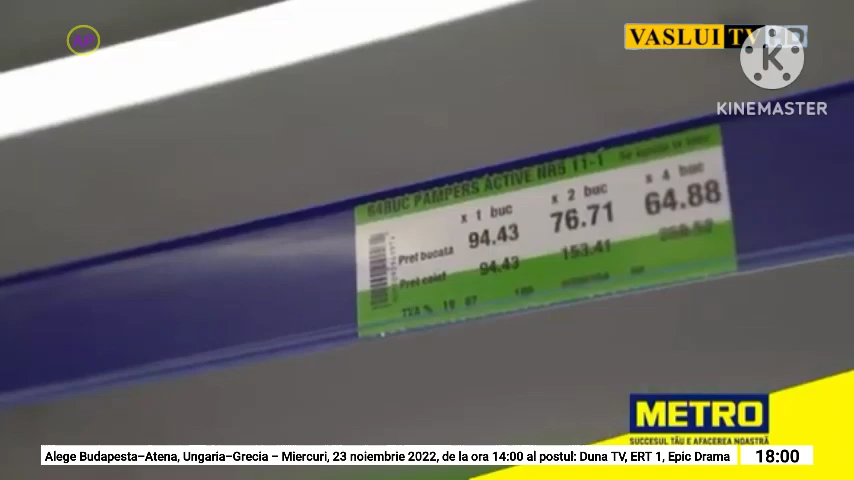 AP
VASLUI TV HD
K
KINEMASTER
64BUC PAMPERS ACTIVE NR5 11-1
x 1 buc x 2 buc x 4 buc
Pret bucata 94.43 76.71 64.88
Pret colet 94.43 153.41
TVA %
METRO
SUCCESUL TĂU E AFACEREA NOASTRĂ
Alege Budapesta–Atena, Ungaria–Grecia – Miercuri, 23 noiembrie 2022, de la ora 14:00 al postul: Duna TV, ERT 1, Epic Drama
18:00